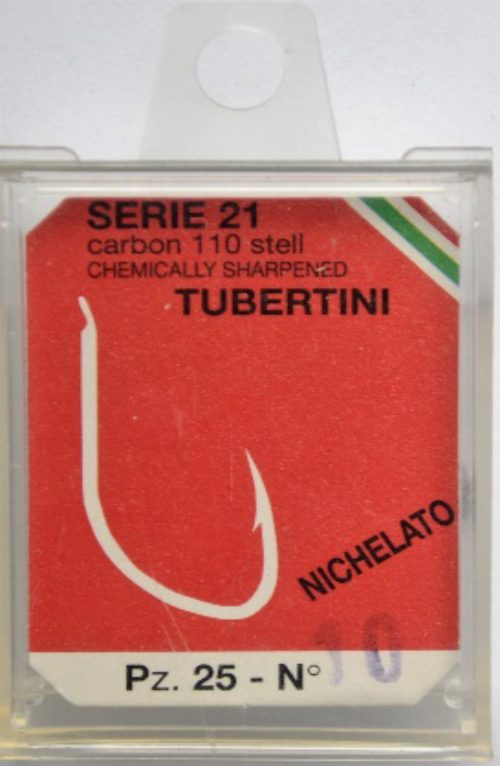 SERIE 21
carbon 110 stell
CHEMICALLY SHARPENED
TUBERTINI
NICHELATO
Pz. 25 - N° 10